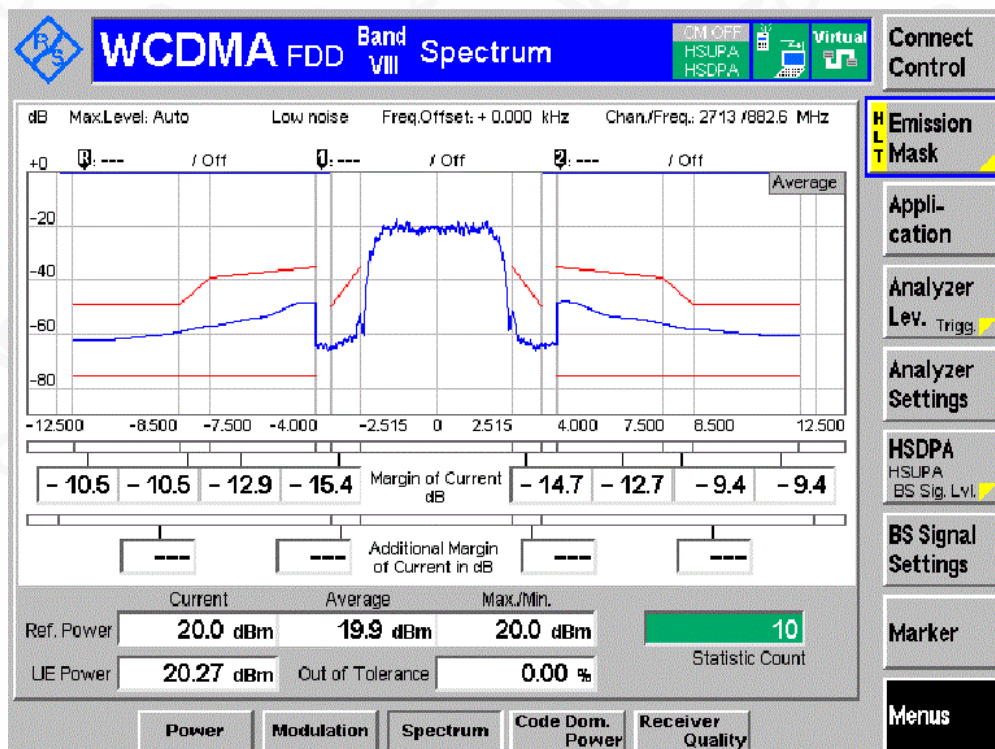 R S
WCDMA FDD Band VIII Spectrum
CM OFF
HSUPA
HSDPA
Virtual
Connect
Control
dB Max.Level: Auto Low noise Freq.Offset: + 0.000 kHz Chan./Freq.: 2713 /882.6 MHz
H
L
T
Emission
Mask
+0 R: --- / Off 1: --- / Off 2: --- / Off
Average
Appli-
cation
-20
-40
-60
-80
Analyzer
Lev. Trigg.
Analyzer
Settings
-12.500 -8.500 -7.500 -4.000 -2.515 0 2.515 4.000 7.500 8.500 12.500
HSDPA
HSUPA
BS Sig. Lvl.
- 10.5 - 10.5 - 12.9 - 15.4 Margin of Current dB - 14.7 - 12.7 - 9.4 - 9.4
--- --- Additional Margin of Current in dB --- ---
BS Signal
Settings
Current Average Max./Min.
Ref. Power 20.0 dBm 19.9 dBm 20.0 dBm 10
Statistic Count
UE Power 20.27 dBm Out of Tolerance 0.00 %
Marker
Menus
Power Modulation Spectrum Code Dom. Power Receiver Quality